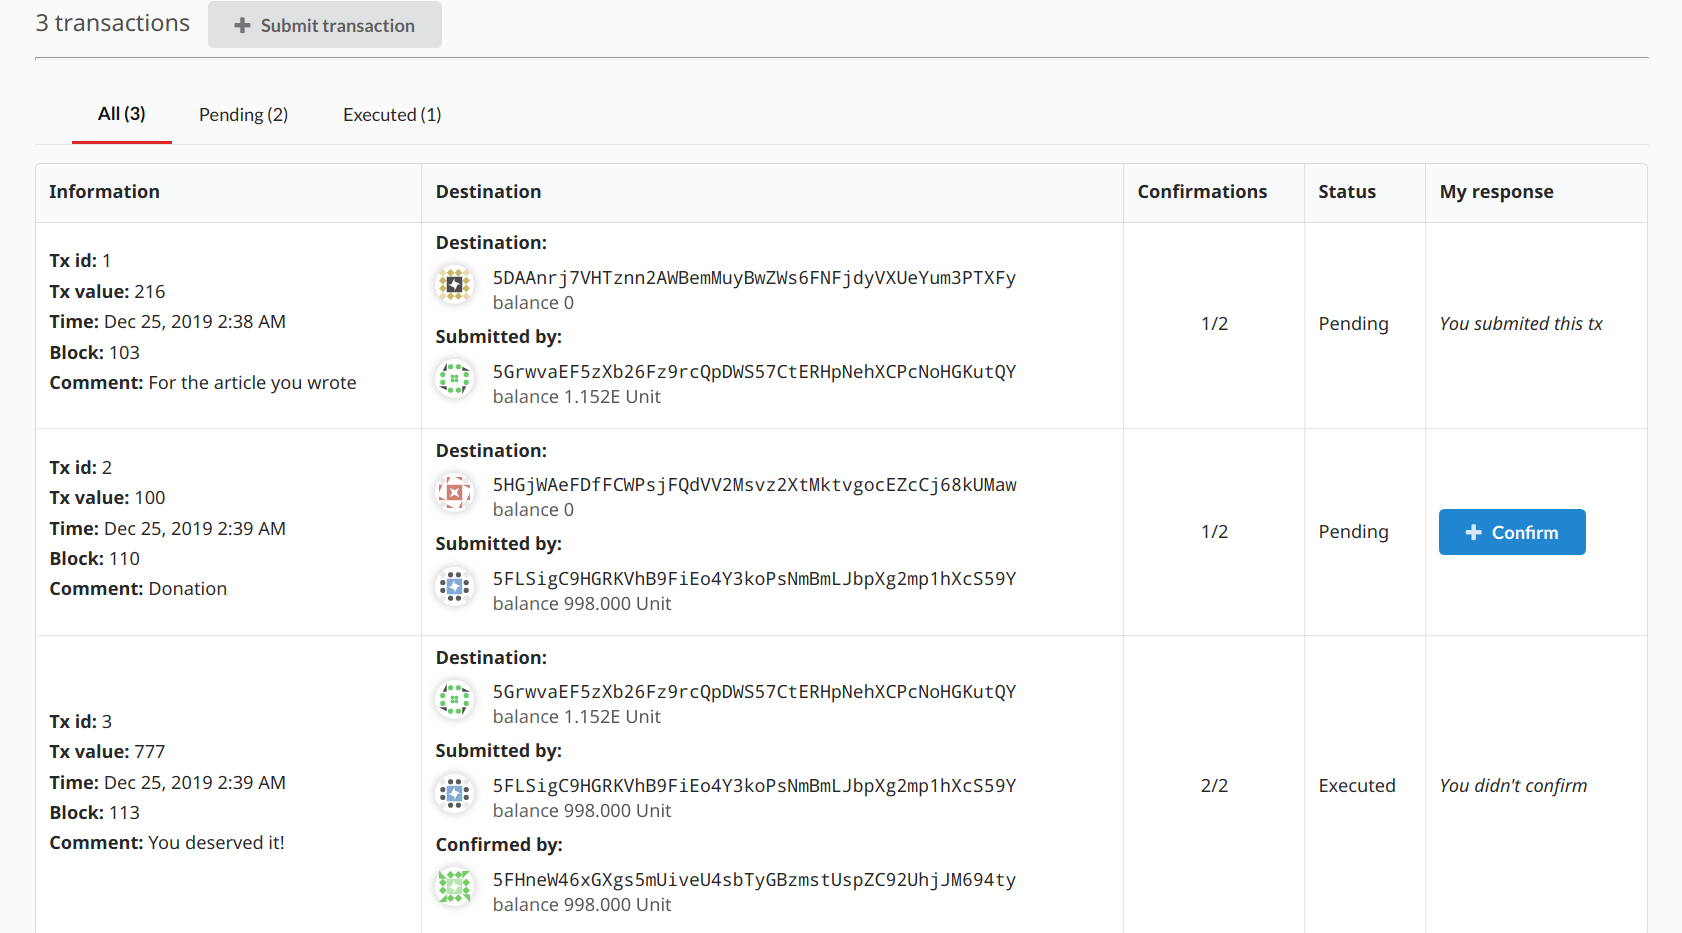 3 transactions
Submit transaction
All (3)
Pending (2)
Executed (1)
Information
Destination
Confirmations
Status
My response
Tx id: 1
Tx value: 216
Time: Dec 25, 2019 2:38 AM
Block: 103
Comment: For the article you wrote
Destination:
5DAAnrj7VHTznn2AWBemMuyBwZWs6FNFjdyVXUeYum3PTXFy
balance 0
Submitted by:
5GrwvaEF5zXb26Fz9rcQpDWS57CtERHpNehXCPcNoHGKutQY
balance 1.152E Unit
1/2
Pending
You submited this tx
Tx id: 2
Tx value: 100
Time: Dec 25, 2019 2:39 AM
Block: 110
Comment: Donation
Destination:
5HGjWAeFDfFCWPsjFQdVV2Msvz2XtMktvgocEZcCj68kUMaw
balance 0
Submitted by:
5FLSigC9HGRKVhB9FiEo4Y3koPsNmBmLJbpXg2mp1hXcS59Y
balance 998.000 Unit
1/2
Pending
Confirm
Tx id: 3
Tx value: 777
Time: Dec 25, 2019 2:39 AM
Block: 113
Comment: You deserved it!
Destination:
5GrwvaEF5zXb26Fz9rcQpDWS57CtERHpNehXCPcNoHGKutQY
balance 1.152E Unit
Submitted by:
5FLSigC9HGRKVhB9FiEo4Y3koPsNmBmLJbpXg2mp1hXcS59Y
balance 998.000 Unit
Confirmed by:
5FHneW46xGXgs5mUiveU4sbTyGBzmstUspZC92UhjJM694ty
balance 998.000 Unit
2/2
Executed
You didn't confirm